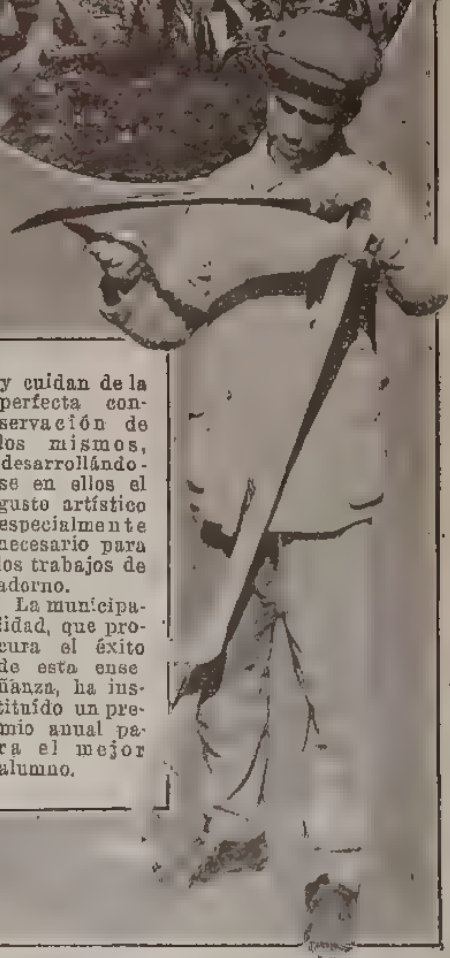 y cuidan de la
perfecta con-
servación de
los mismos,
desarrollándo-
se en ellos el
gusto artístico
especialmente
necesario para
los trabajos de
adorno.
La municipa-
lidad, que pro-
cura el éxito
de esta ense
ñanza, ha ins-
tituído un pre-
mio anual pa-
ra el mejor
alumno.